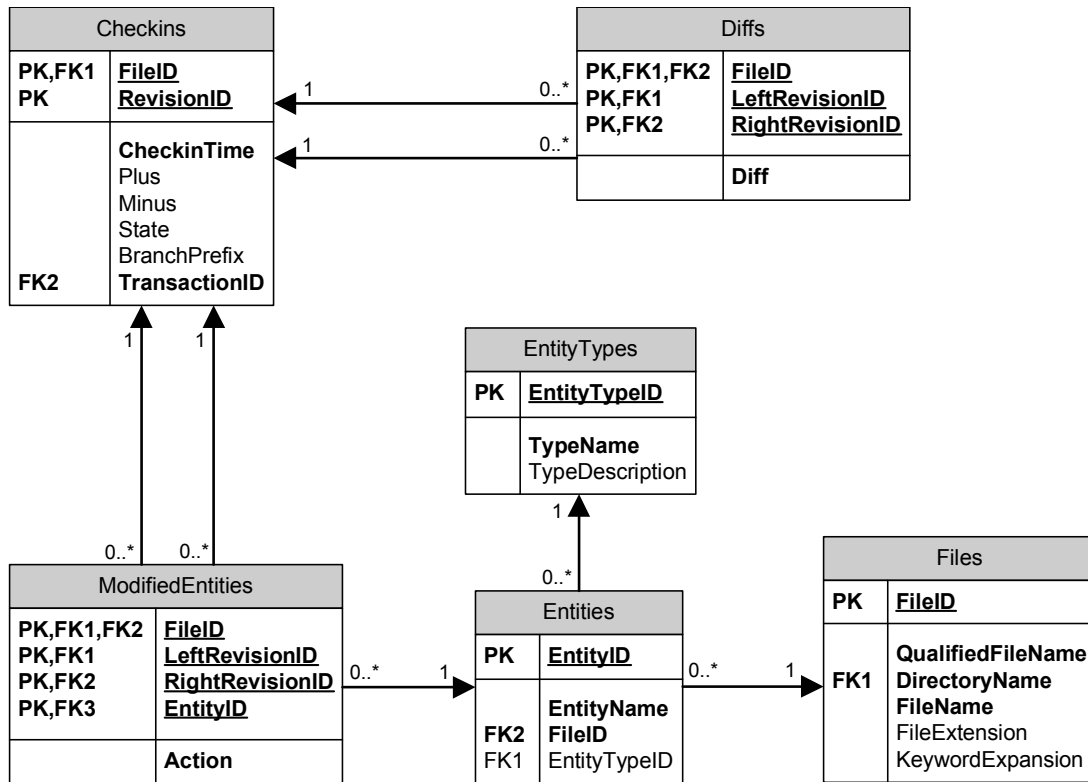 Checkins
PK,FK1 FileID
PK RevisionID
CheckinTime
Plus
Minus
State
BranchPrefix
FK2 TransactionID
Diffs
PK,FK1,FK2 FileID
PK,FK1 LeftRevisionID
PK,FK2 RightRevisionID
Diff
1 0..*
1 0..*
1 1
0..* 0..*
EntityTypes
PK EntityTypeID
TypeName
TypeDescription
1
0..*
ModifiedEntities
PK,FK1,FK2 FileID
PK,FK1 LeftRevisionID
PK,FK2 RightRevisionID
PK,FK3 EntityID
Action
0..* 1
Entities
PK EntityID
EntityName
FK2 FileID
FK1 EntityTypeID
0..* 1
Files
PK FileID
QualifiedFileName
FK1 DirectoryName
FileName
FileExtension
KeywordExpansion